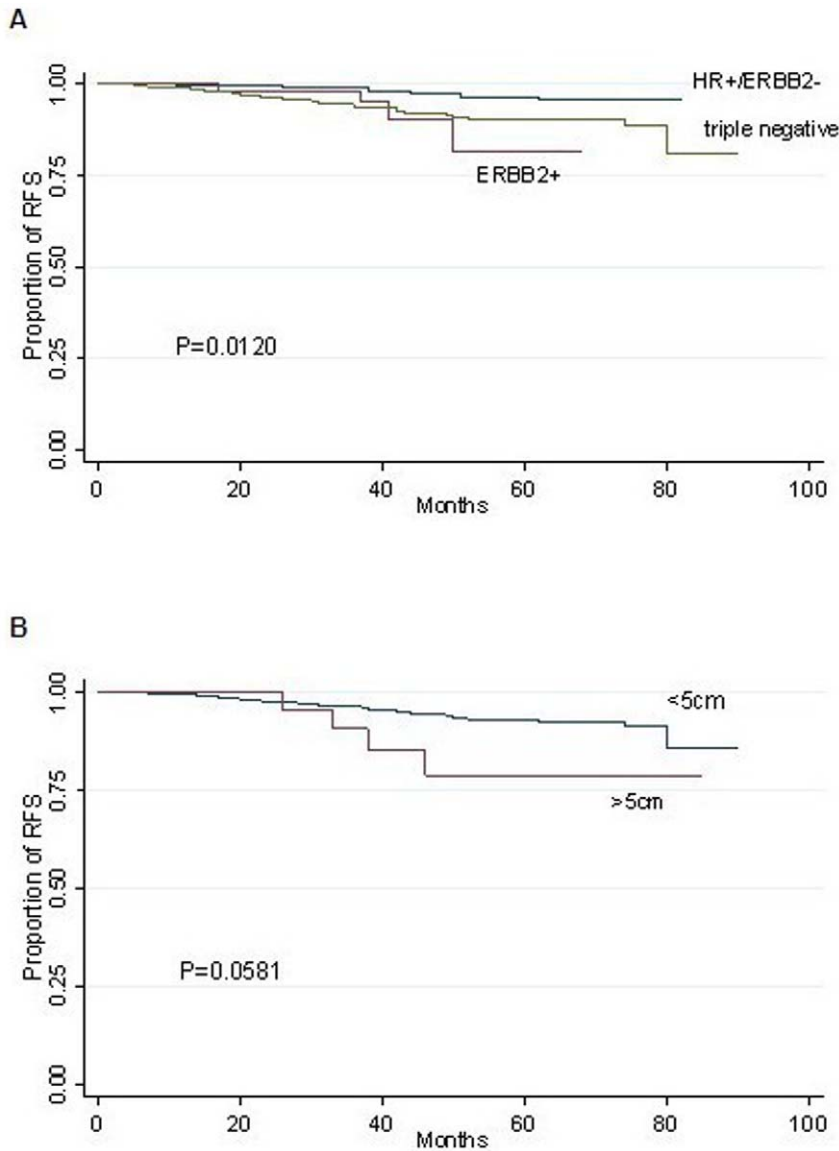 A
HR+/ERBB2-
triple negative
ERBB2+
P=0.0120
Proportion of RFS
1.00
0.75
0.50
0.25
0.00
0 20 40 60 80 100
Months
B
<5cm
>5cm
P=0.0581
Proportion of RFS
1.00
0.75
0.50
0.25
0.00
0 20 40 60 80 100
Months